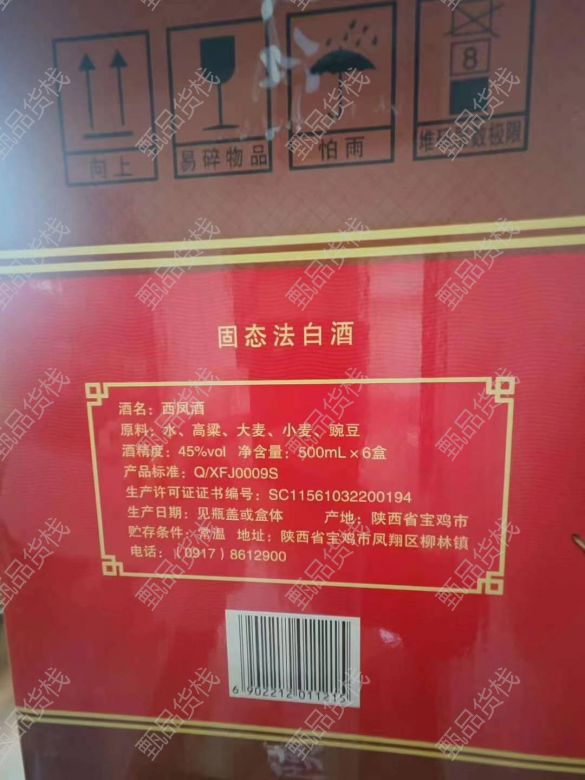 8
向上
易碎物品
怕雨
堆码层数极限
固态法白酒
酒名：西凤酒
原料：水、高粱、大麦、小麦、豌豆
酒精度：45%vol 净含量：500mL×6盒
产品标准：Q/XFJ0009S
生产许可证证书编号：SC11561032200194
生产日期：见瓶盖或盒体 产地：陕西省宝鸡市
贮存条件：常温 地址：陕西省宝鸡市凤翔区柳林镇
电话：（0917）8612900
6 902212 011215
甄品货栈